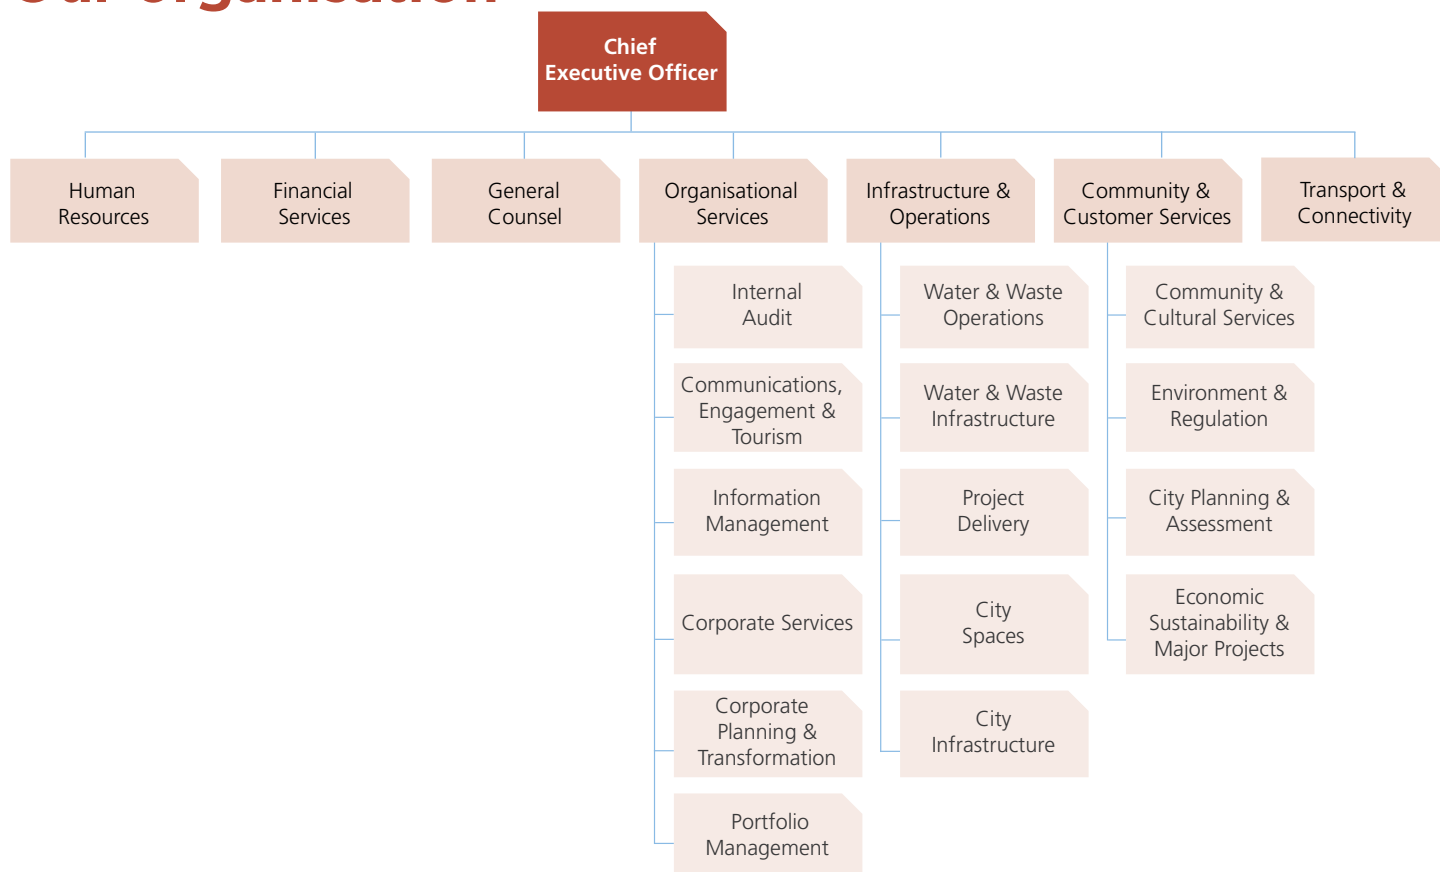 Our organisation
Chief
Executive Officer
Human
Resources
Financial
Services
General
Counsel
Organisational
Services
Infrastructure &
Operations
Community &
Customer Services
Transport &
Connectivity
Internal
Audit
Communications,
Engagement &
Tourism
Information
Management
Corporate Services
Corporate
Planning &
Transformation
Portfolio
Management
Water & Waste
Operations
Water & Waste
Infrastructure
Project
Delivery
City
Spaces
City
Infrastructure
Community &
Cultural Services
Environment &
Regulation
City Planning &
Assessment
Economic
Sustainability &
Major Projects